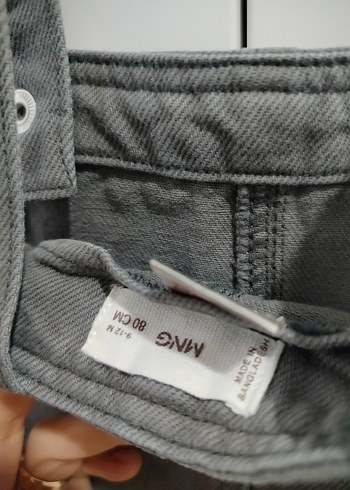 MNG
80 CM
9-12 M
MADE IN
BANGLADESH